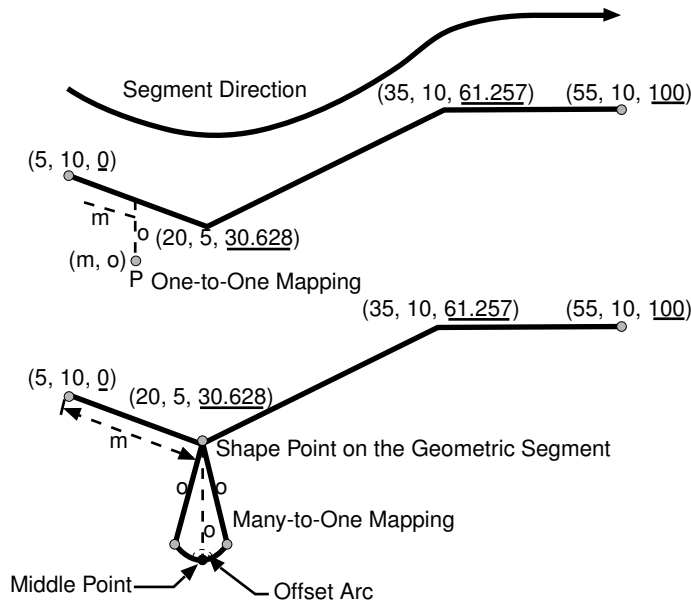 Segment Direction
(35, 10, 61.257) (55, 10, 100)
(5, 10, 0)
m
o (20, 5, 30.628)
(m, o)
P One-to-One Mapping
(35, 10, 61.257) (55, 10, 100)
(5, 10, 0) (20, 5, 30.628)
m
Shape Point on the Geometric Segment
o o
Many-to-One Mapping
o
Middle Point Offset Arc